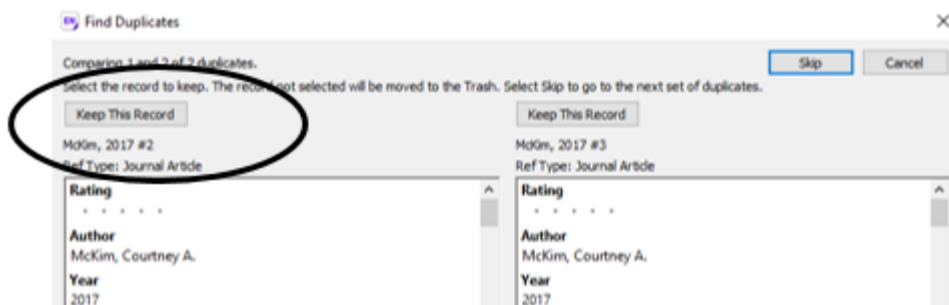 EN Find Duplicates
Comparing 1 and 2 of 2 duplicates.
Skip
Cancel
Select the record to keep. The record not selected will be moved to the Trash. Select Skip to go to the next set of duplicates.
Keep This Record
Keep This Record
McKim, 2017 #2
McKim, 2017 #3
Ref Type: Journal Article
Ref Type: Journal Article
Rating
Rating
Author
Author
McKim, Courtney A.
McKim, Courtney A.
Year
Year
2017
2017